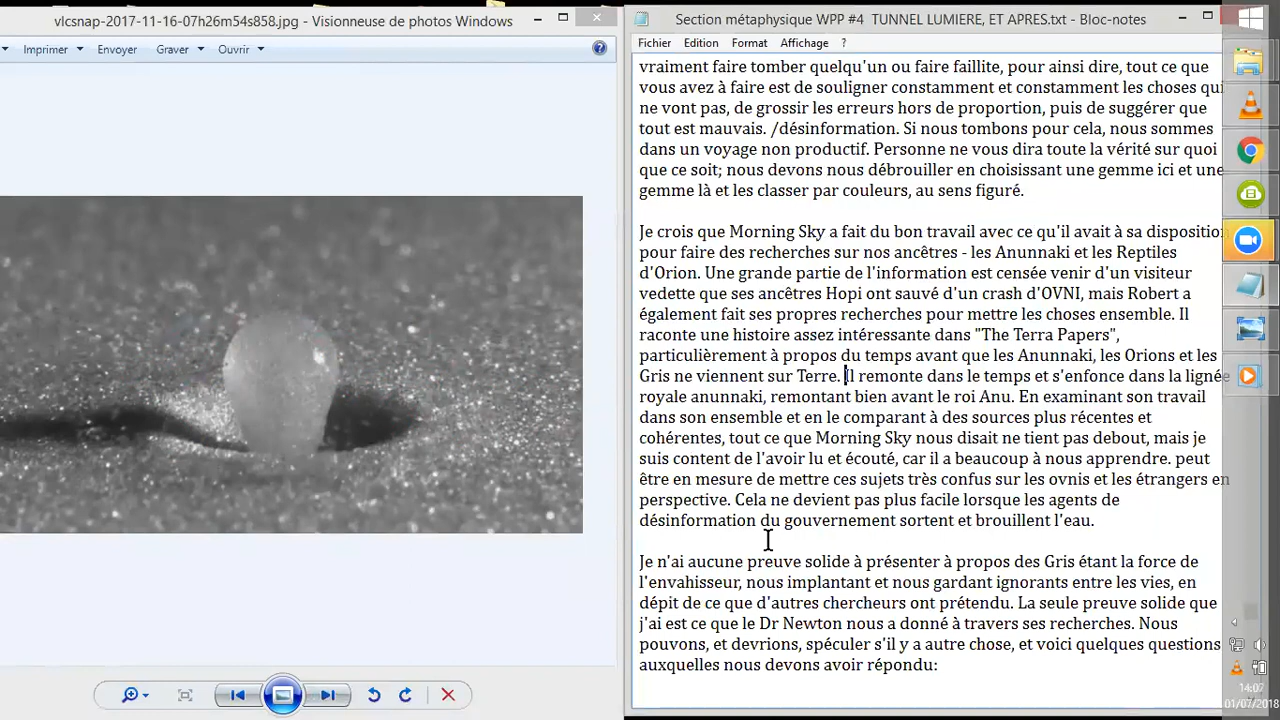 vlcsnap-2017-11-16-07h26m54s858.jpg - Visionneuse de photos Windows
Imprimer Envoyer Graver Ouvrir
Section métaphysique WPP #4 TUNNEL LUMIERE, ET APRES.txt - Bloc-notes
Fichier Edition Format Affichage ?
vraiment faire tomber quelqu'un ou faire faillite, pour ainsi dire, tout ce que
vous avez à faire est de souligner constamment et constamment les choses qui
ne vont pas, de grossir les erreurs hors de proportion, puis de suggérer que
tout est mauvais. /désinformation. Si nous tombons pour cela, nous sommes
dans un voyage non productif. Personne ne vous dira toute la vérité sur quoi
que ce soit; nous devons nous débrouiller en choisissant une gemme ici et une
gemme là et les classer par couleurs, au sens figuré.
Je crois que Morning Sky a fait du bon travail avec ce qu'il avait à sa disposition
pour faire des recherches sur nos ancêtres - les Anunnaki et les Reptiles
d'Orion. Une grande partie de l'information est censée venir d'un visiteur
vedette que ses ancêtres Hopi ont sauvé d'un crash d'OVNI, mais Robert a
également fait ses propres recherches pour mettre les choses ensemble. Il
raconte une histoire assez intéressante dans "The Terra Papers",
particulièrement à propos du temps avant que les Anunnaki, les Orions et les
Gris ne viennent sur Terre. Il remonte dans le temps et s'enfonce dans la lignée
royale anunnaki, remontant bien avant le roi Anu. En examinant son travail
dans son ensemble et en le comparant à des sources plus récentes et
cohérentes, tout ce que Morning Sky nous disait ne tient pas debout, mais je
suis content de l'avoir lu et écouté, car il a beaucoup à nous apprendre. peut
être en mesure de mettre ces sujets très confus sur les ovnis et les étrangers en
perspective. Cela ne devient pas plus facile lorsque les agents de
désinformation du gouvernement sortent et brouillent l'eau.
Je n'ai aucune preuve solide à présenter à propos des Gris étant la force de
l'envahisseur, nous implantant et nous gardant ignorants entre les vies, en
dépit de ce que d'autres chercheurs ont prétendu. La seule preuve solide que
j'ai est ce que le Dr Newton nous a donné à travers ses recherches. Nous
pouvons, et devrions, spéculer s'il y a autre chose, et voici quelques questions
auxquelles nous devons avoir répondu:
14:07
01/07/2018